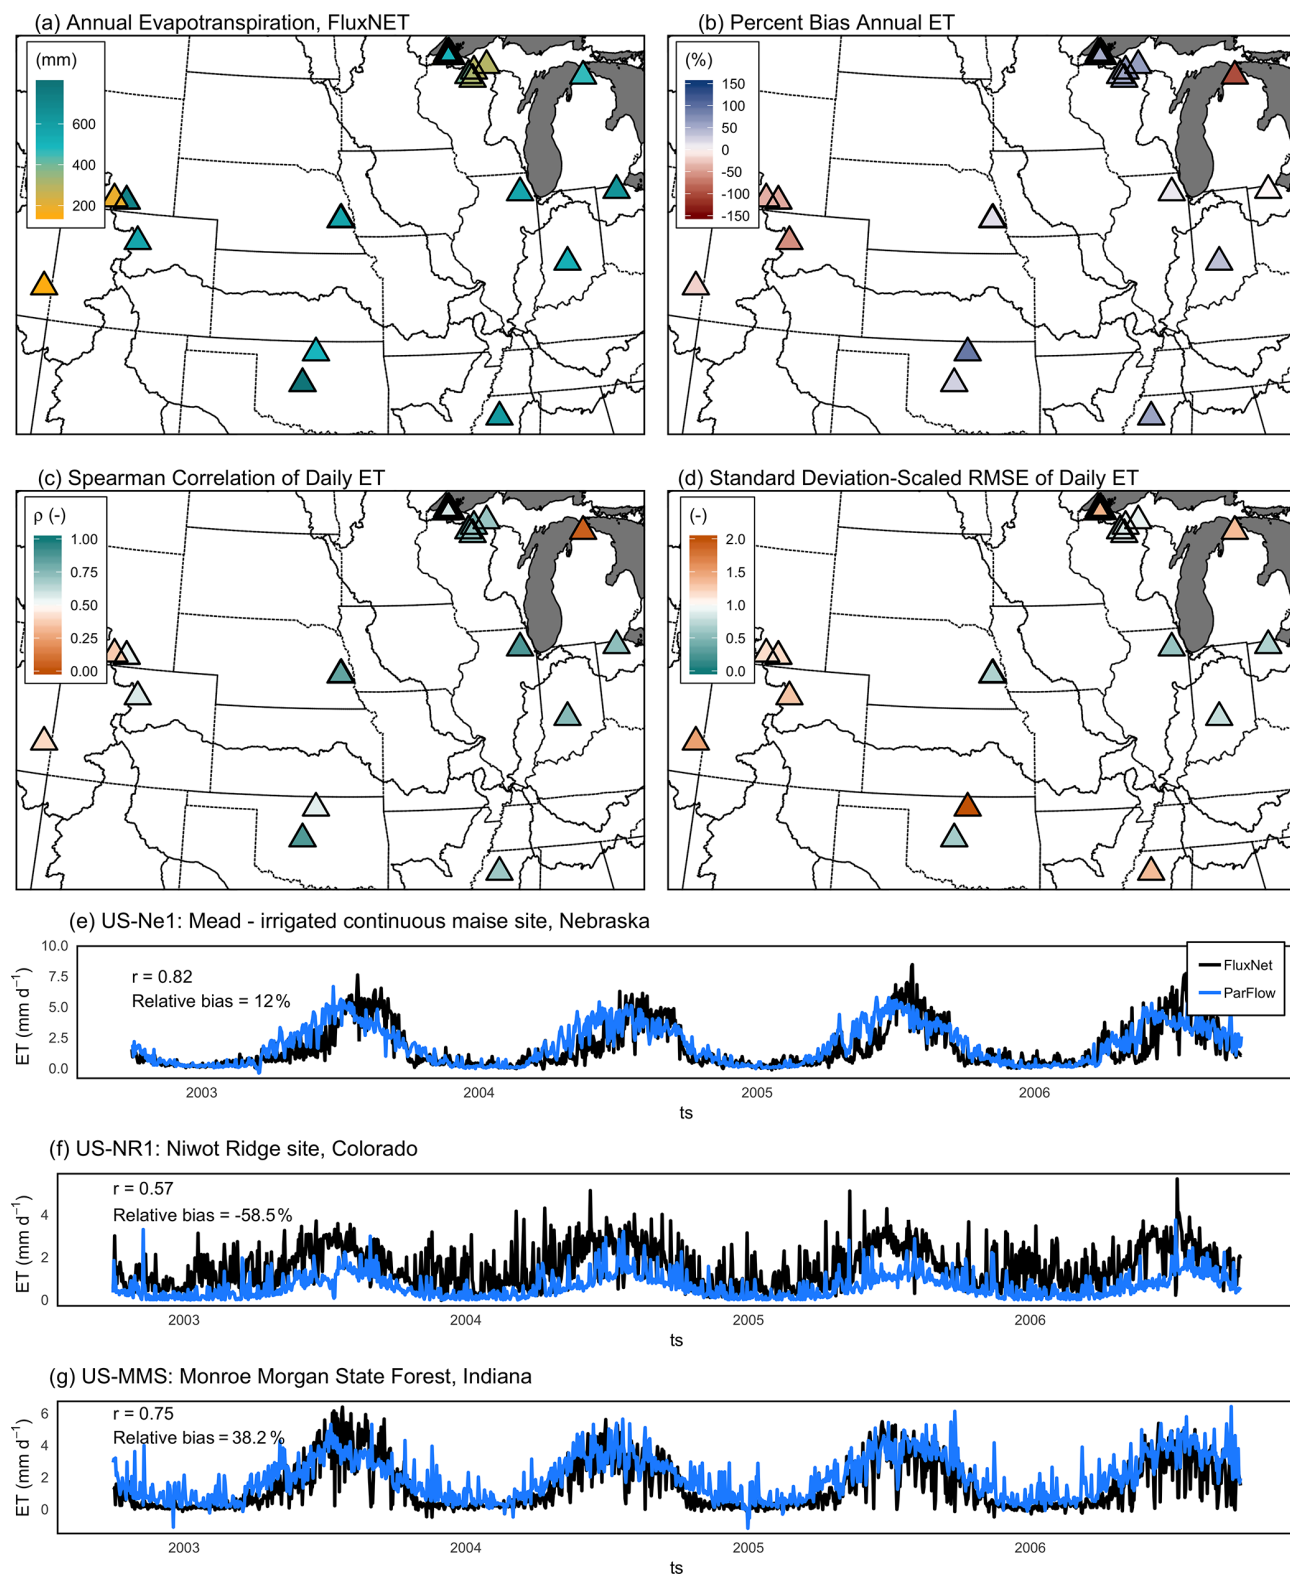 (a) Annual Evapotranspiration, FluxNET
(mm)
600
400
200
(b) Percent Bias Annual ET
(%)
150
100
50
0
-50
-100
-150
(c) Spearman Correlation of Daily ET
ρ (-)
1.00
0.75
0.50
0.25
0.00
(d) Standard Deviation-Scaled RMSE of Daily ET
(-)
2.0
1.5
1.0
0.5
0.0
(e) US-Ne1: Mead - irrigated continuous maise site, Nebraska
ET (mm d⁻¹)
10.0
7.5
5.0
2.5
0.0
r = 0.82
Relative bias = 12%
FluxNet
ParFlow
2003 2004 2005 2006
ts
(f) US-NR1: Niwot Ridge site, Colorado
ET (mm d⁻¹)
4
2
0
r = 0.57
Relative bias = -58.5%
2003 2004 2005 2006
ts
(g) US-MMS: Monroe Morgan State Forest, Indiana
ET (mm d⁻¹)
6
4
2
0
r = 0.75
Relative bias = 38.2 %
2003 2004 2005 2006
ts